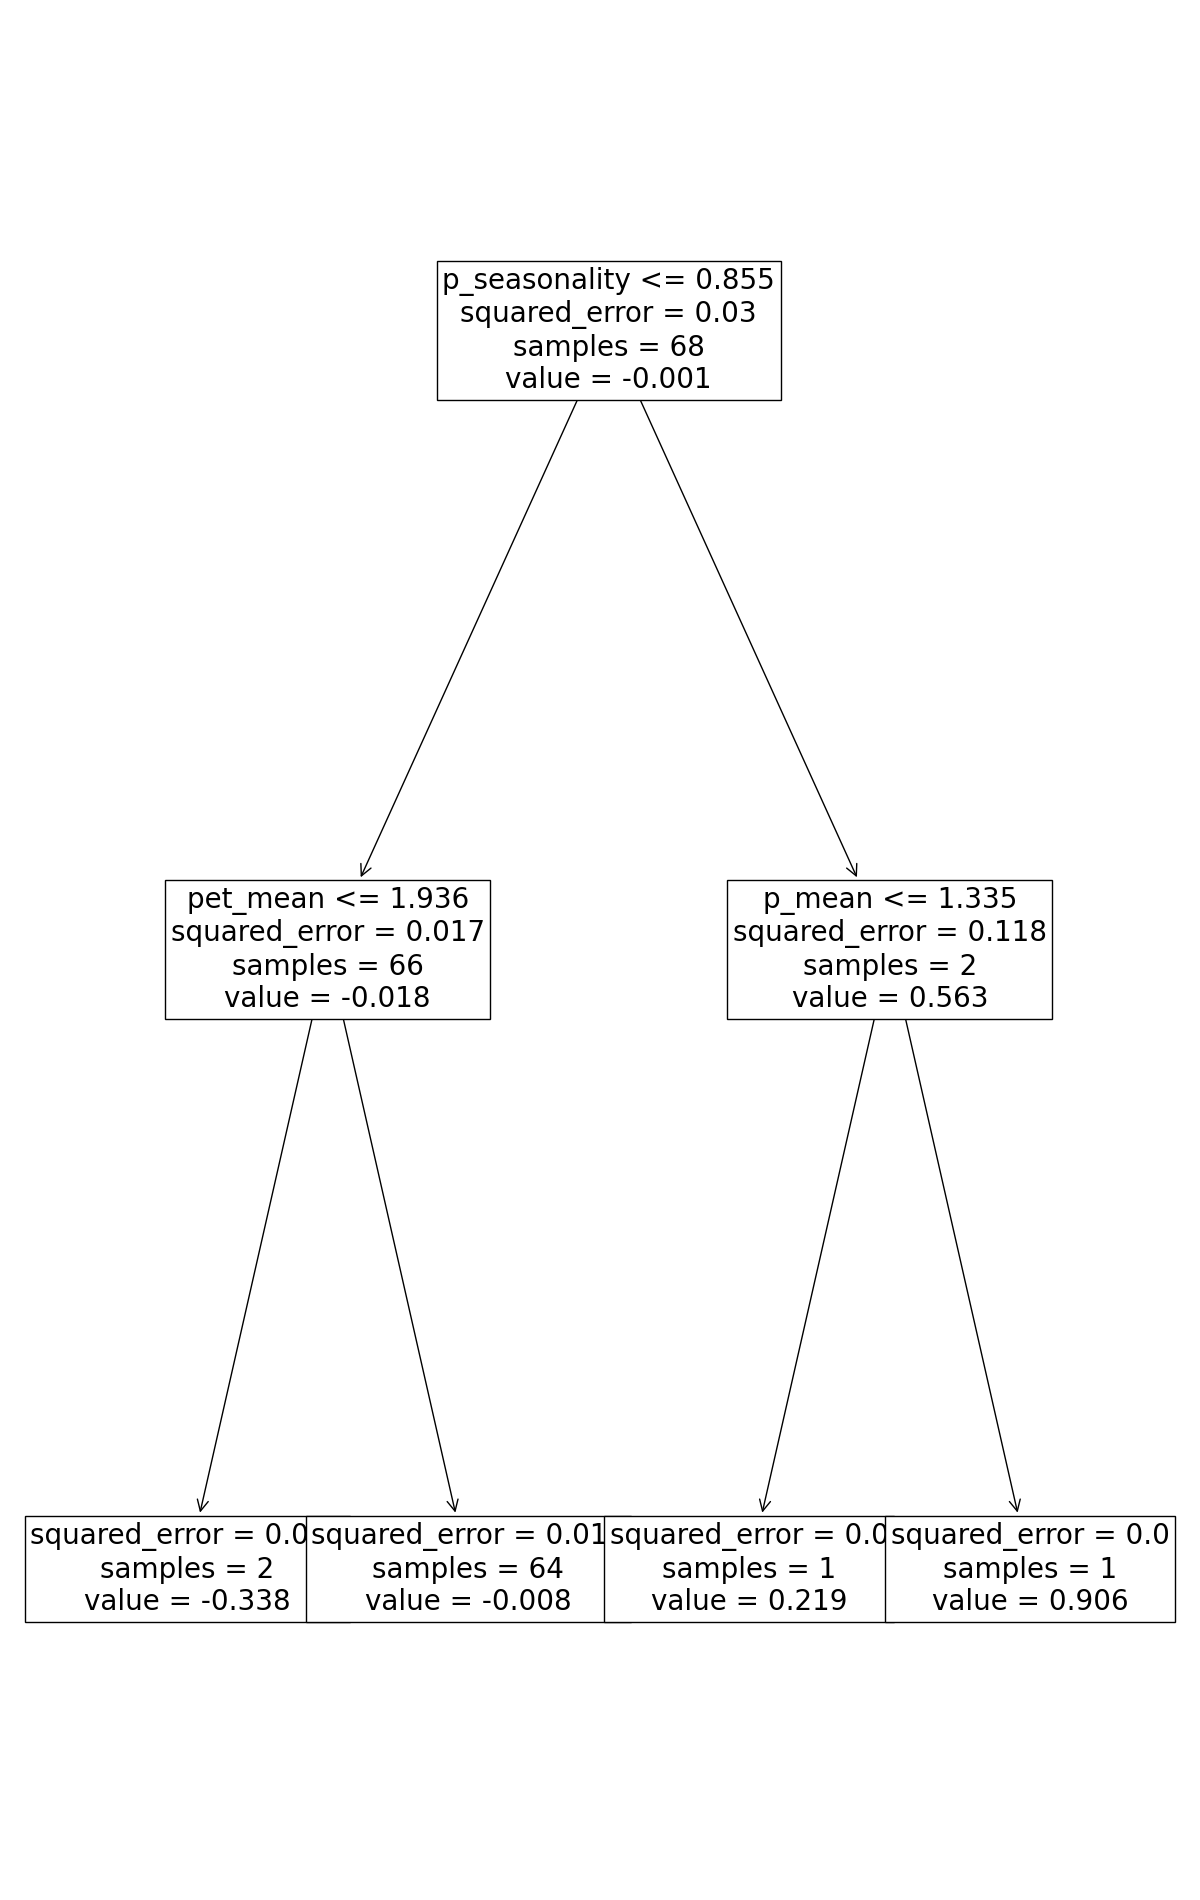 p_seasonality <= 0.855
squared_error = 0.03
samples = 68
value = -0.001
pet_mean <= 1.936
squared_error = 0.017
samples = 66
value = -0.018
p_mean <= 1.335
squared_error = 0.118
samples = 2
value = 0.563
squared_error = 0.0
samples = 2
value = -0.338
squared_error = 0.01
samples = 64
value = -0.008
squared_error = 0.0
samples = 1
value = 0.219
squared_error = 0.0
samples = 1
value = 0.906